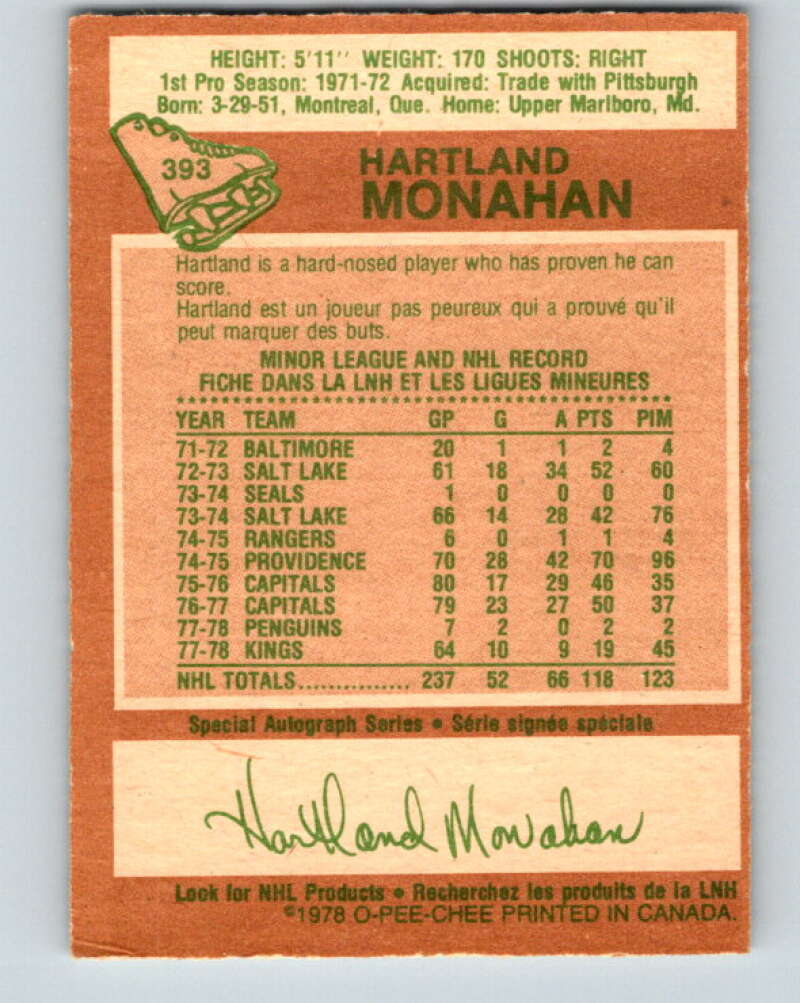 HEIGHT: 5'11'' WEIGHT: 170 SHOOTS: RIGHT
1st Pro Season: 1971-72 Acquired: Trade with Pittsburgh
Born: 3-29-51, Montreal, Que. Home: Upper Marlboro, Md.
393
HARTLAND
MONAHAN
Hartland is a hard-nosed player who has proven he can
score.
Hartland est un joueur pas peureux qui a prouvé qu'il
peut marquer des buts.
MINOR LEAGUE AND NHL RECORD
FICHE DANS LA LNH ET LES LIGUES MINEURES
YEAR TEAM GP G A PTS PIM
71-72 BALTIMORE 20 1 1 2 4
72-73 SALT LAKE 61 18 34 52 60
73-74 SEALS 1 0 0 0 0
73-74 SALT LAKE 66 14 28 42 76
74-75 RANGERS 6 0 1 1 4
74-75 PROVIDENCE 70 28 42 70 96
75-76 CAPITALS 80 17 29 46 35
76-77 CAPITALS 79 23 27 50 37
77-78 PENGUINS 7 2 0 2 2
77-78 KINGS 64 10 9 19 45
NHL TOTALS............... 237 52 66 118 123
Special Autograph Series • Série signée spéciale
Hartland Monahan
Look for NHL Products • Recherchez les produits de la LNH
©1978 O-PEE-CHEE PRINTED IN CANADA.